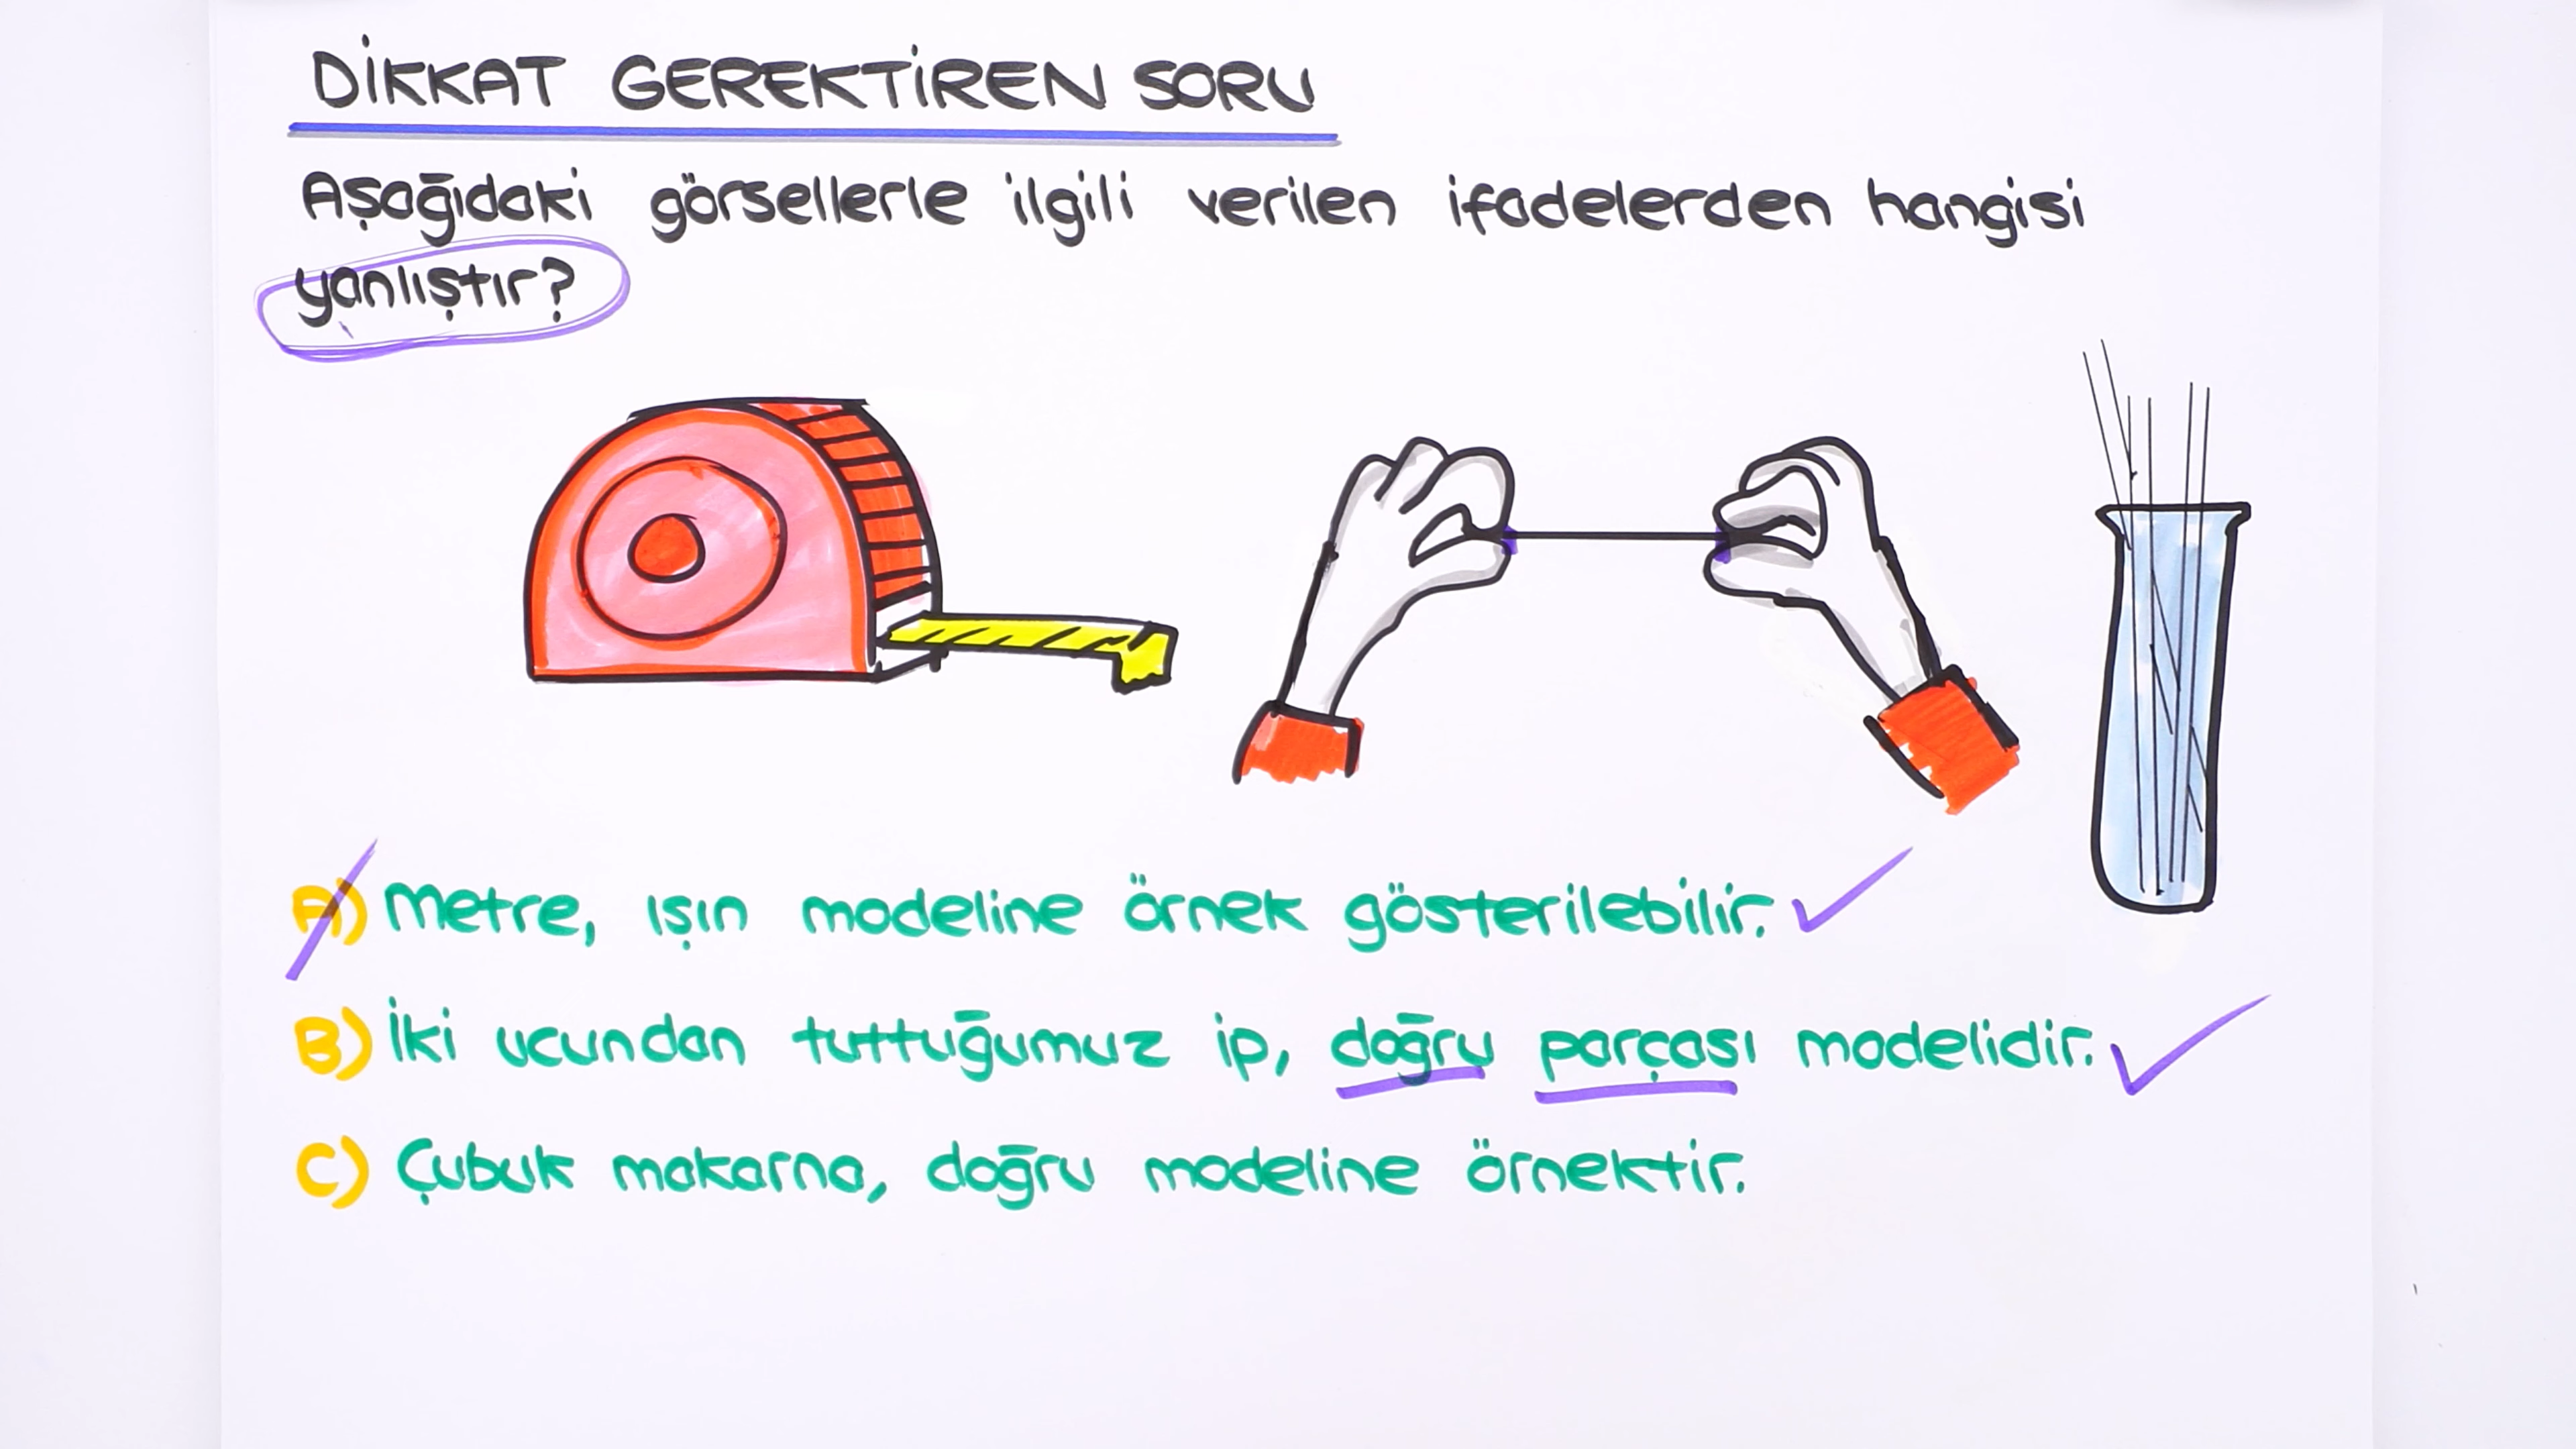 DİKKAT GEREKTİREN SORU
Aşağıdaki görsellerle ilgili verilen ifadelerden hangisi
yanlıştır?
A) Metre, ışın modeline örnek gösterilebilir.
B) İki ucundan tuttuğumuz ip, doğru parçası modelidir.
C) Çubuk makarna, doğru modeline örnektir.